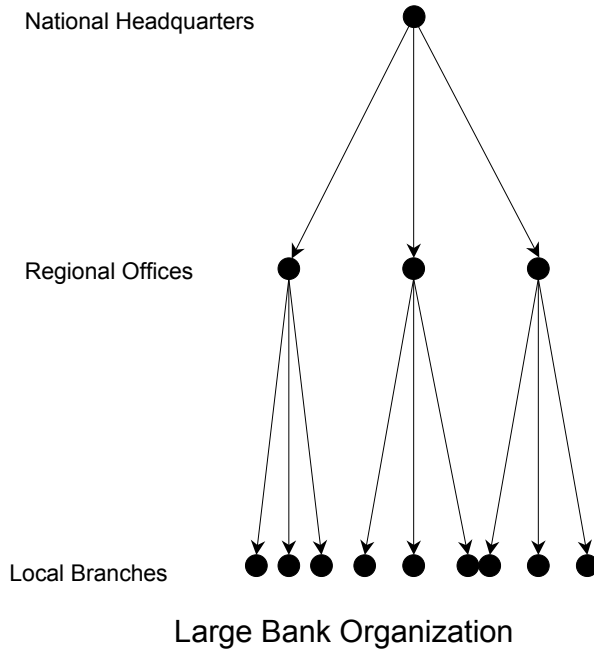 National Headquarters
Regional Offices
Local Branches
Large Bank Organization